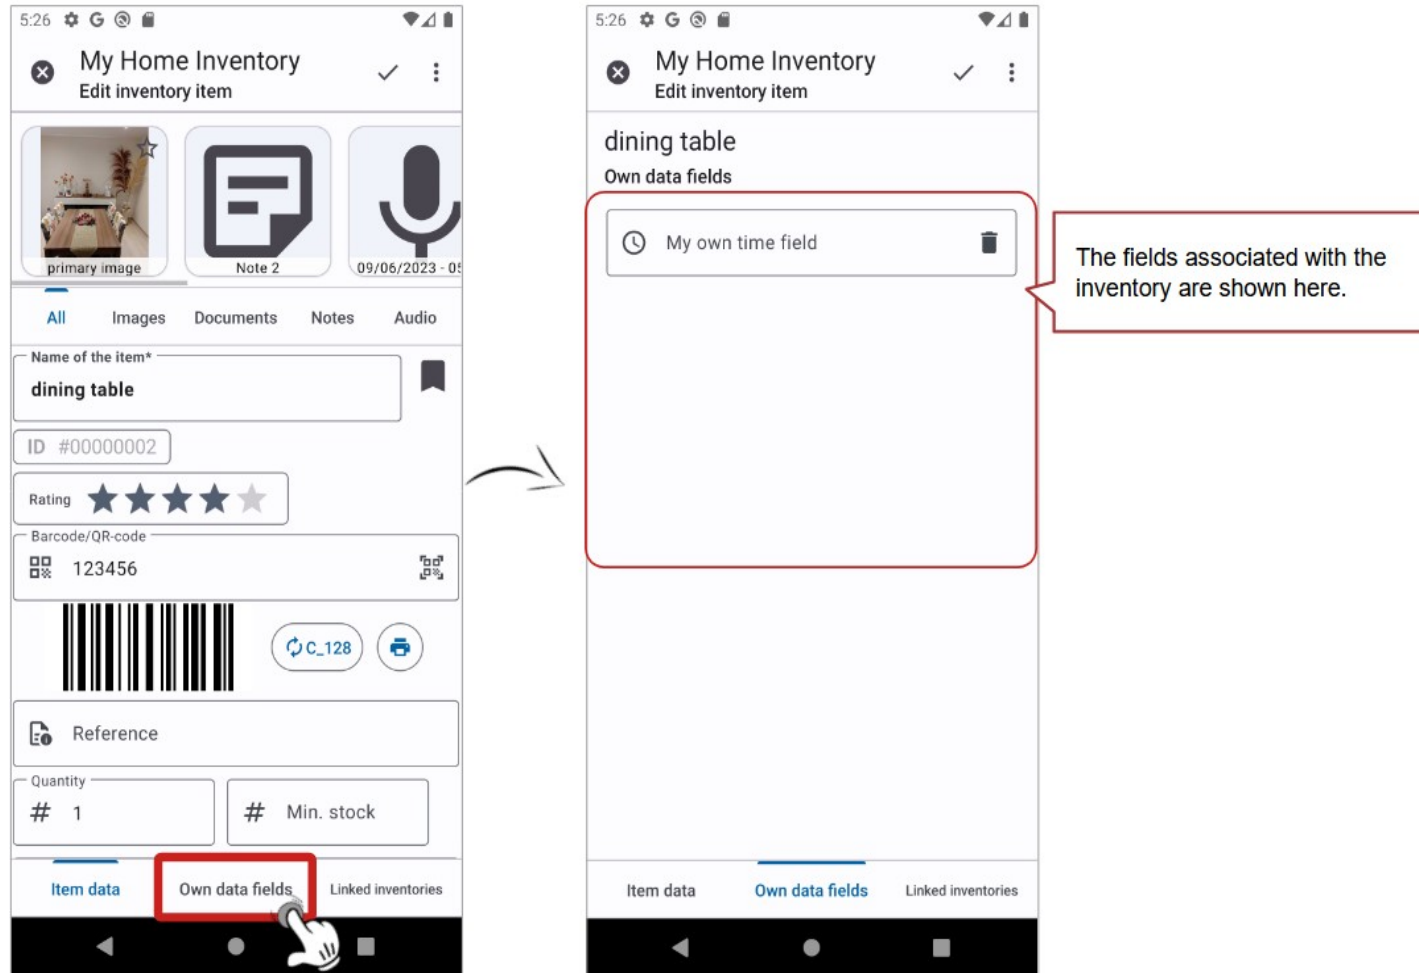 5:26
My Home Inventory
Edit inventory item
primary image
Note 2
09/06/2023 - 05
All Images Documents Notes Audio
Name of the item*
dining table
ID #00000002
Rating
Barcode/QR-code
123456
C_128
Reference
Quantity
# 1
# Min. stock
Item data Own data fields Linked inventories
5:26
My Home Inventory
Edit inventory item
dining table
Own data fields
My own time field
Item data Own data fields Linked inventories
The fields associated with the
inventory are shown here.